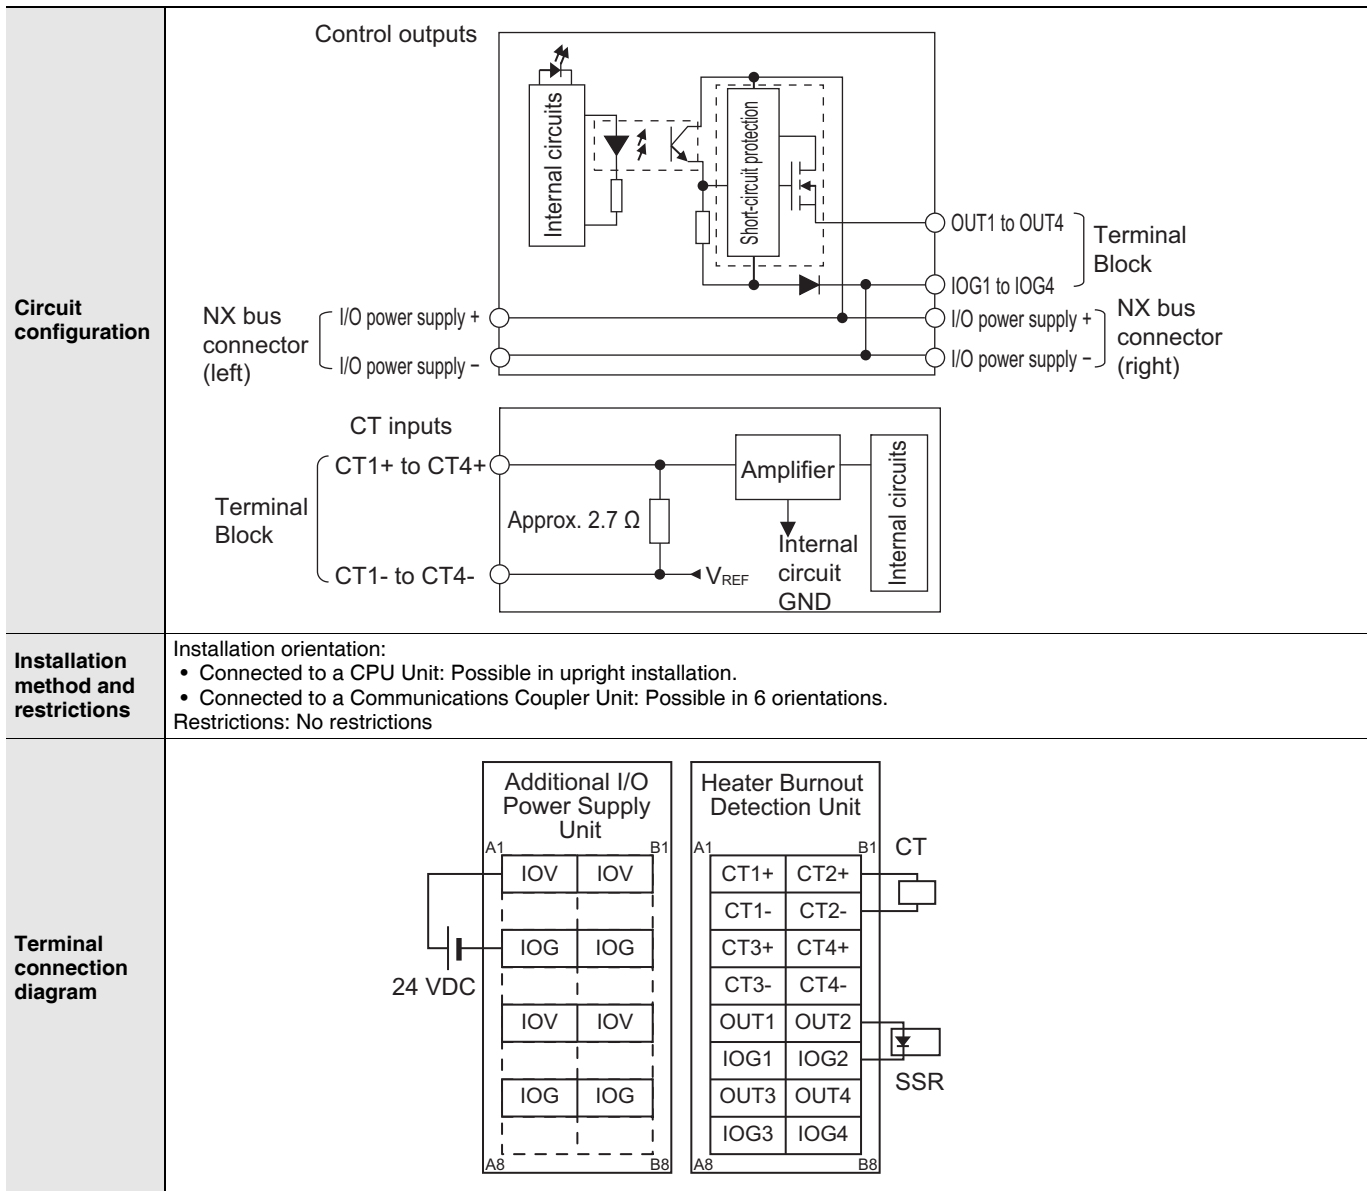 Circuit
configuration
Control outputs
Internal circuits
Short-circuit protection
OUT1 to OUT4
IOG1 to IOG4
Terminal
Block
NX bus
connector
(left)
I/O power supply +
I/O power supply −
I/O power supply +
I/O power supply −
NX bus
connector
(right)
CT inputs
CT1+ to CT4+
Terminal
Block
CT1- to CT4-
Approx. 2.7 Ω
Amplifier
Internal
circuit
GND
VREF
Internal circuits
Installation
method and
restrictions
Installation orientation:
• Connected to a CPU Unit: Possible in upright installation.
• Connected to a Communications Coupler Unit: Possible in 6 orientations.
Restrictions: No restrictions
Terminal
connection
diagram
Additional I/O
Power Supply
Unit
A1 B1
IOV IOV
IOG IOG
24 VDC
IOV IOV
IOG IOG
A8 B8
Heater Burnout
Detection Unit
A1 B1
CT
CT1+ CT2+
CT1- CT2-
CT3+ CT4+
CT3- CT4-
OUT1 OUT2
IOG1 IOG2
SSR
OUT3 OUT4
IOG3 IOG4
A8 B8